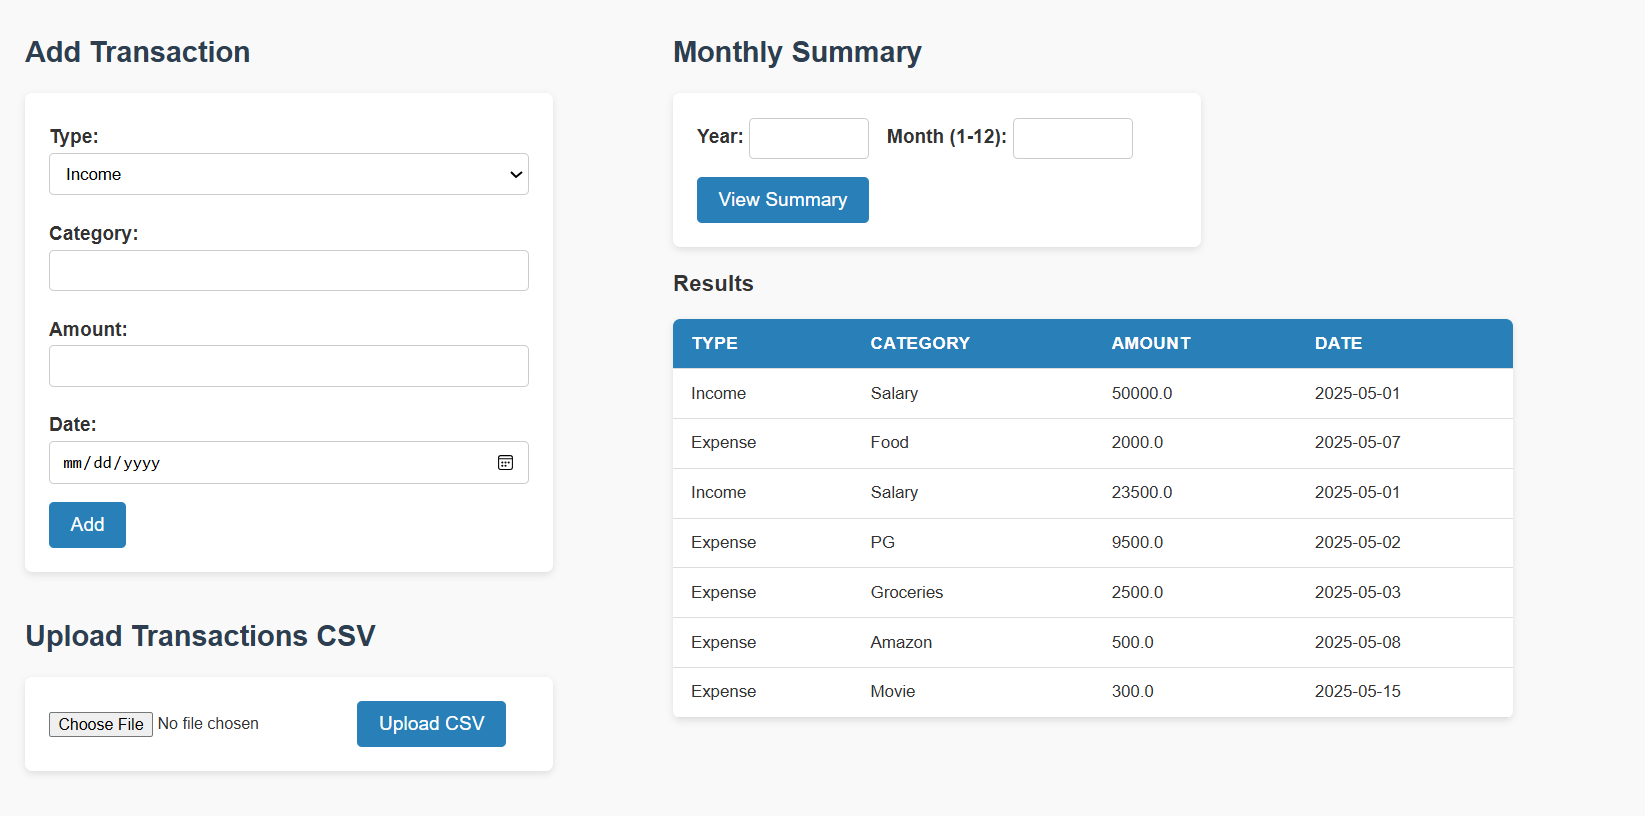 Add Transaction
Type:
Income
Category:
Amount:
Date:
mm/dd/yyyy
Add
Upload Transactions CSV
Choose File No file chosen
Upload CSV
Monthly Summary
Year: Month (1-12):
View Summary
Results
TYPE CATEGORY AMOUNT DATE
Income Salary 50000.0 2025-05-01
Expense Food 2000.0 2025-05-07
Income Salary 23500.0 2025-05-01
Expense PG 9500.0 2025-05-02
Expense Groceries 2500.0 2025-05-03
Expense Amazon 500.0 2025-05-08
Expense Movie 300.0 2025-05-15